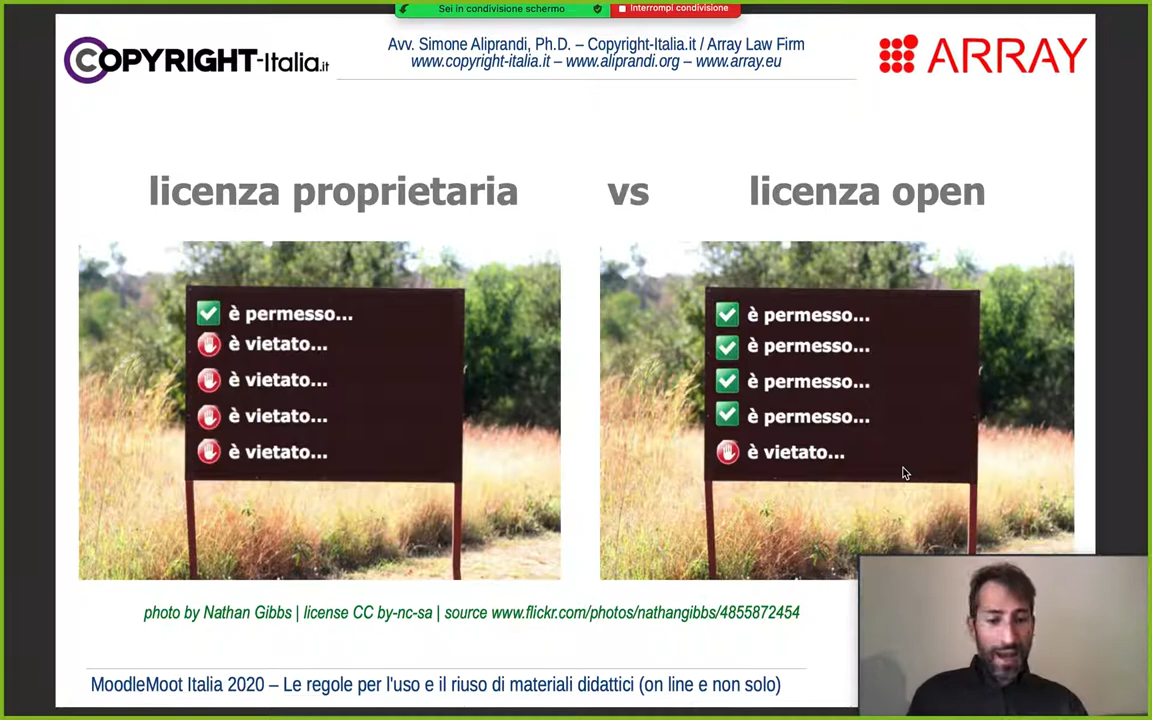 Sei in condivisione schermo
Interrompi condivisione
COPYRIGHT-Italia.it
Avv. Simone Aliprandi, Ph.D. – Copyright-Italia.it / Array Law Firm
www.copyright-italia.it – www.aliprandi.org – www.array.eu
ARRAY
licenza proprietaria vs licenza open
è permesso...
è vietato...
è vietato...
è vietato...
è vietato...
è permesso...
è permesso...
è permesso...
è permesso...
è vietato...
photo by Nathan Gibbs | license CC by-nc-sa | source www.flickr.com/photos/nathangibbs/4855872454
MoodleMoot Italia 2020 – Le regole per l'uso e il riuso di materiali didattici (on line e non solo)